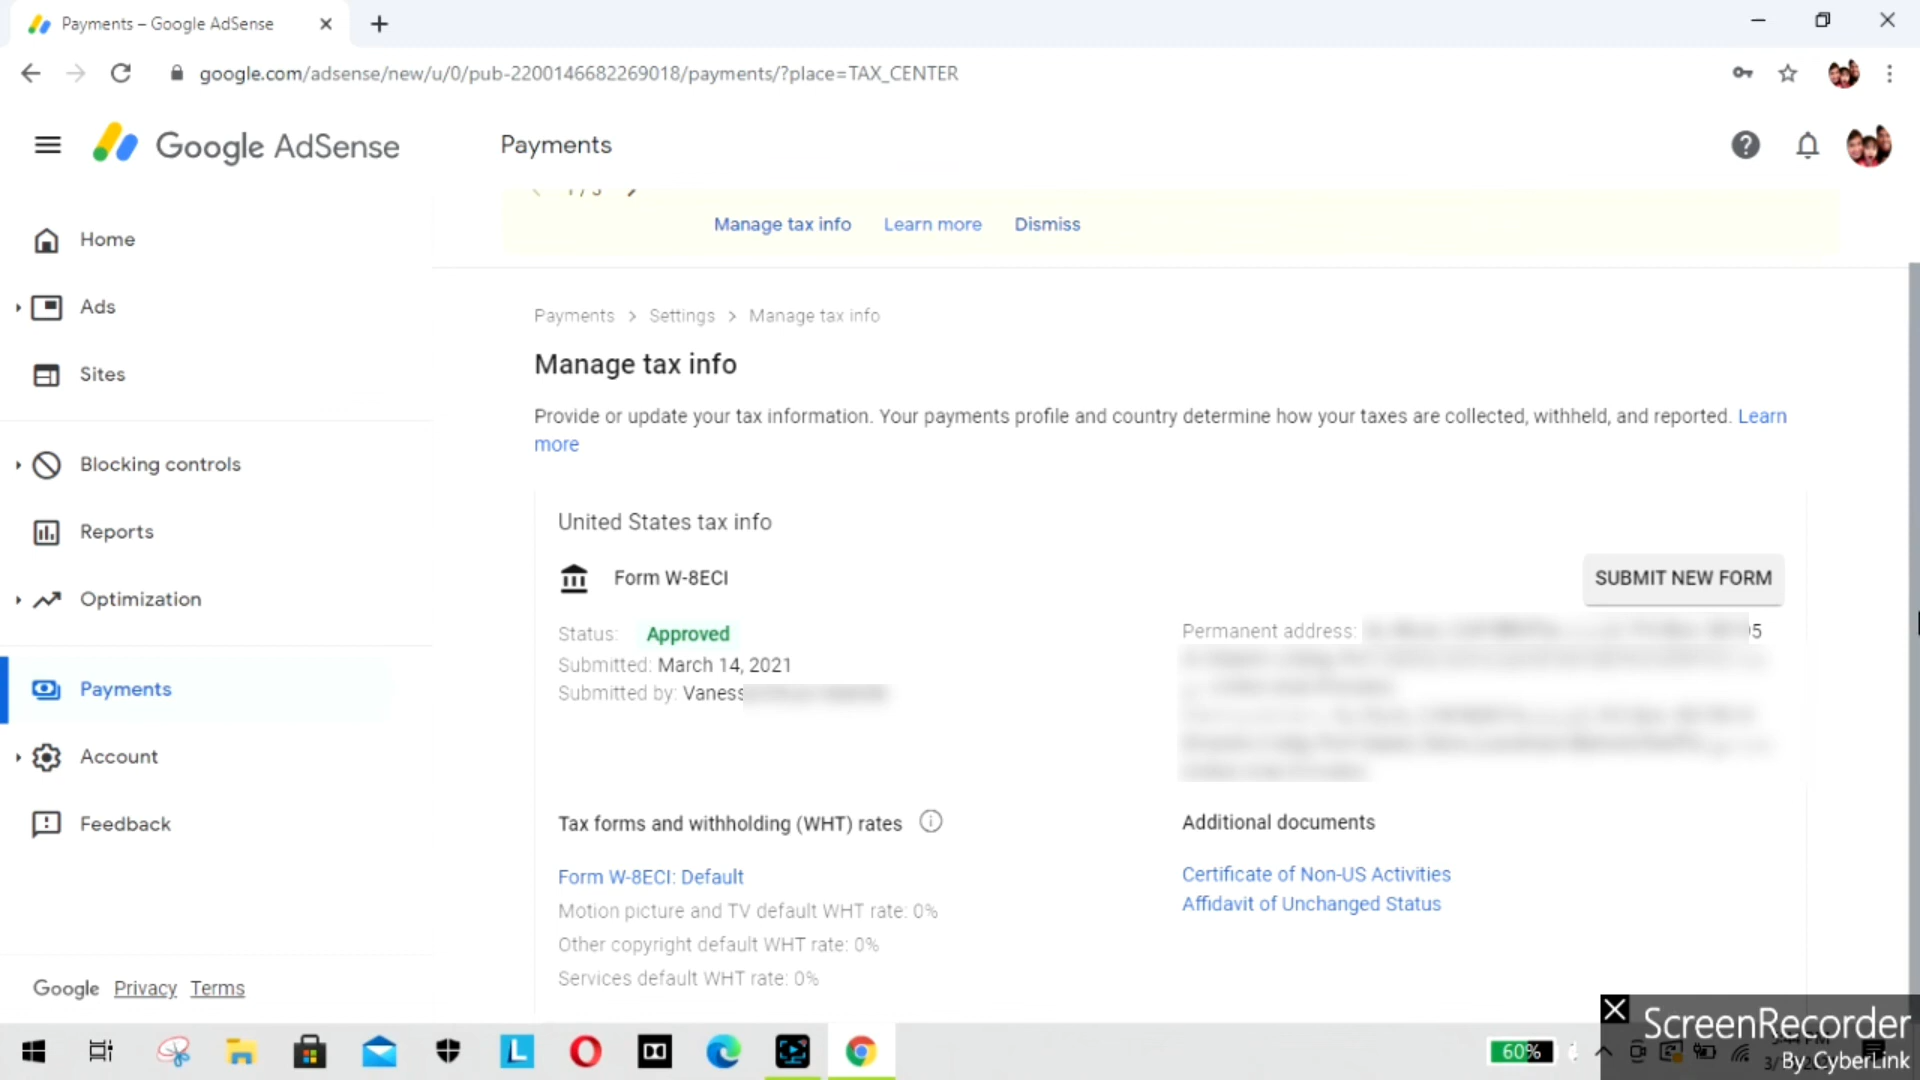 Payments – Google AdSense
google.com/adsense/new/u/0/pub-2200146682269018/payments/?place=TAX_CENTER
Google AdSense
Payments
Manage tax info Learn more Dismiss
Home
Ads
Sites
Blocking controls
Reports
Optimization
Payments
Account
Feedback
Google Privacy Terms
Payments > Settings > Manage tax info
Manage tax info
Provide or update your tax information. Your payments profile and country determine how your taxes are collected, withheld, and reported. Learn
more
United States tax info
Form W-8ECI
SUBMIT NEW FORM
Status: Approved
Submitted: March 14, 2021
Submitted by: Vaness
Permanent address:
Tax forms and withholding (WHT) rates
Form W-8ECI: Default
Motion picture and TV default WHT rate: 0%
Other copyright default WHT rate: 0%
Services default WHT rate: 0%
Additional documents
Certificate of Non-US Activities
Affidavit of Unchanged Status
60%
ScreenRecorder
By CyberLink